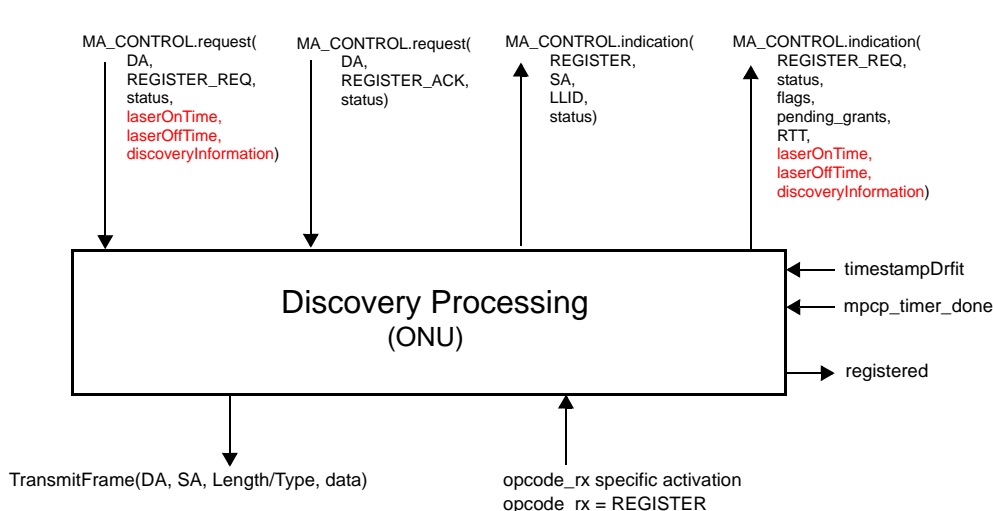 MA_CONTROL.request(
DA,
REGISTER_REQ,
status,
laserOnTime,
laserOffTime,
discoveryInformation)
MA_CONTROL.request(
DA,
REGISTER_ACK,
status)
MA_CONTROL.indication(
REGISTER,
SA,
LLID,
status)
MA_CONTROL.indication(
REGISTER_REQ,
status,
flags,
pending_grants,
RTT,
laserOnTime,
laserOffTime,
discoveryInformation)
Discovery Processing
(ONU)
timestampDrfit
mpcp_timer_done
registered
TransmitFrame(DA, SA, Length/Type, data)
opcode_rx specific activation
opcode_rx = REGISTER